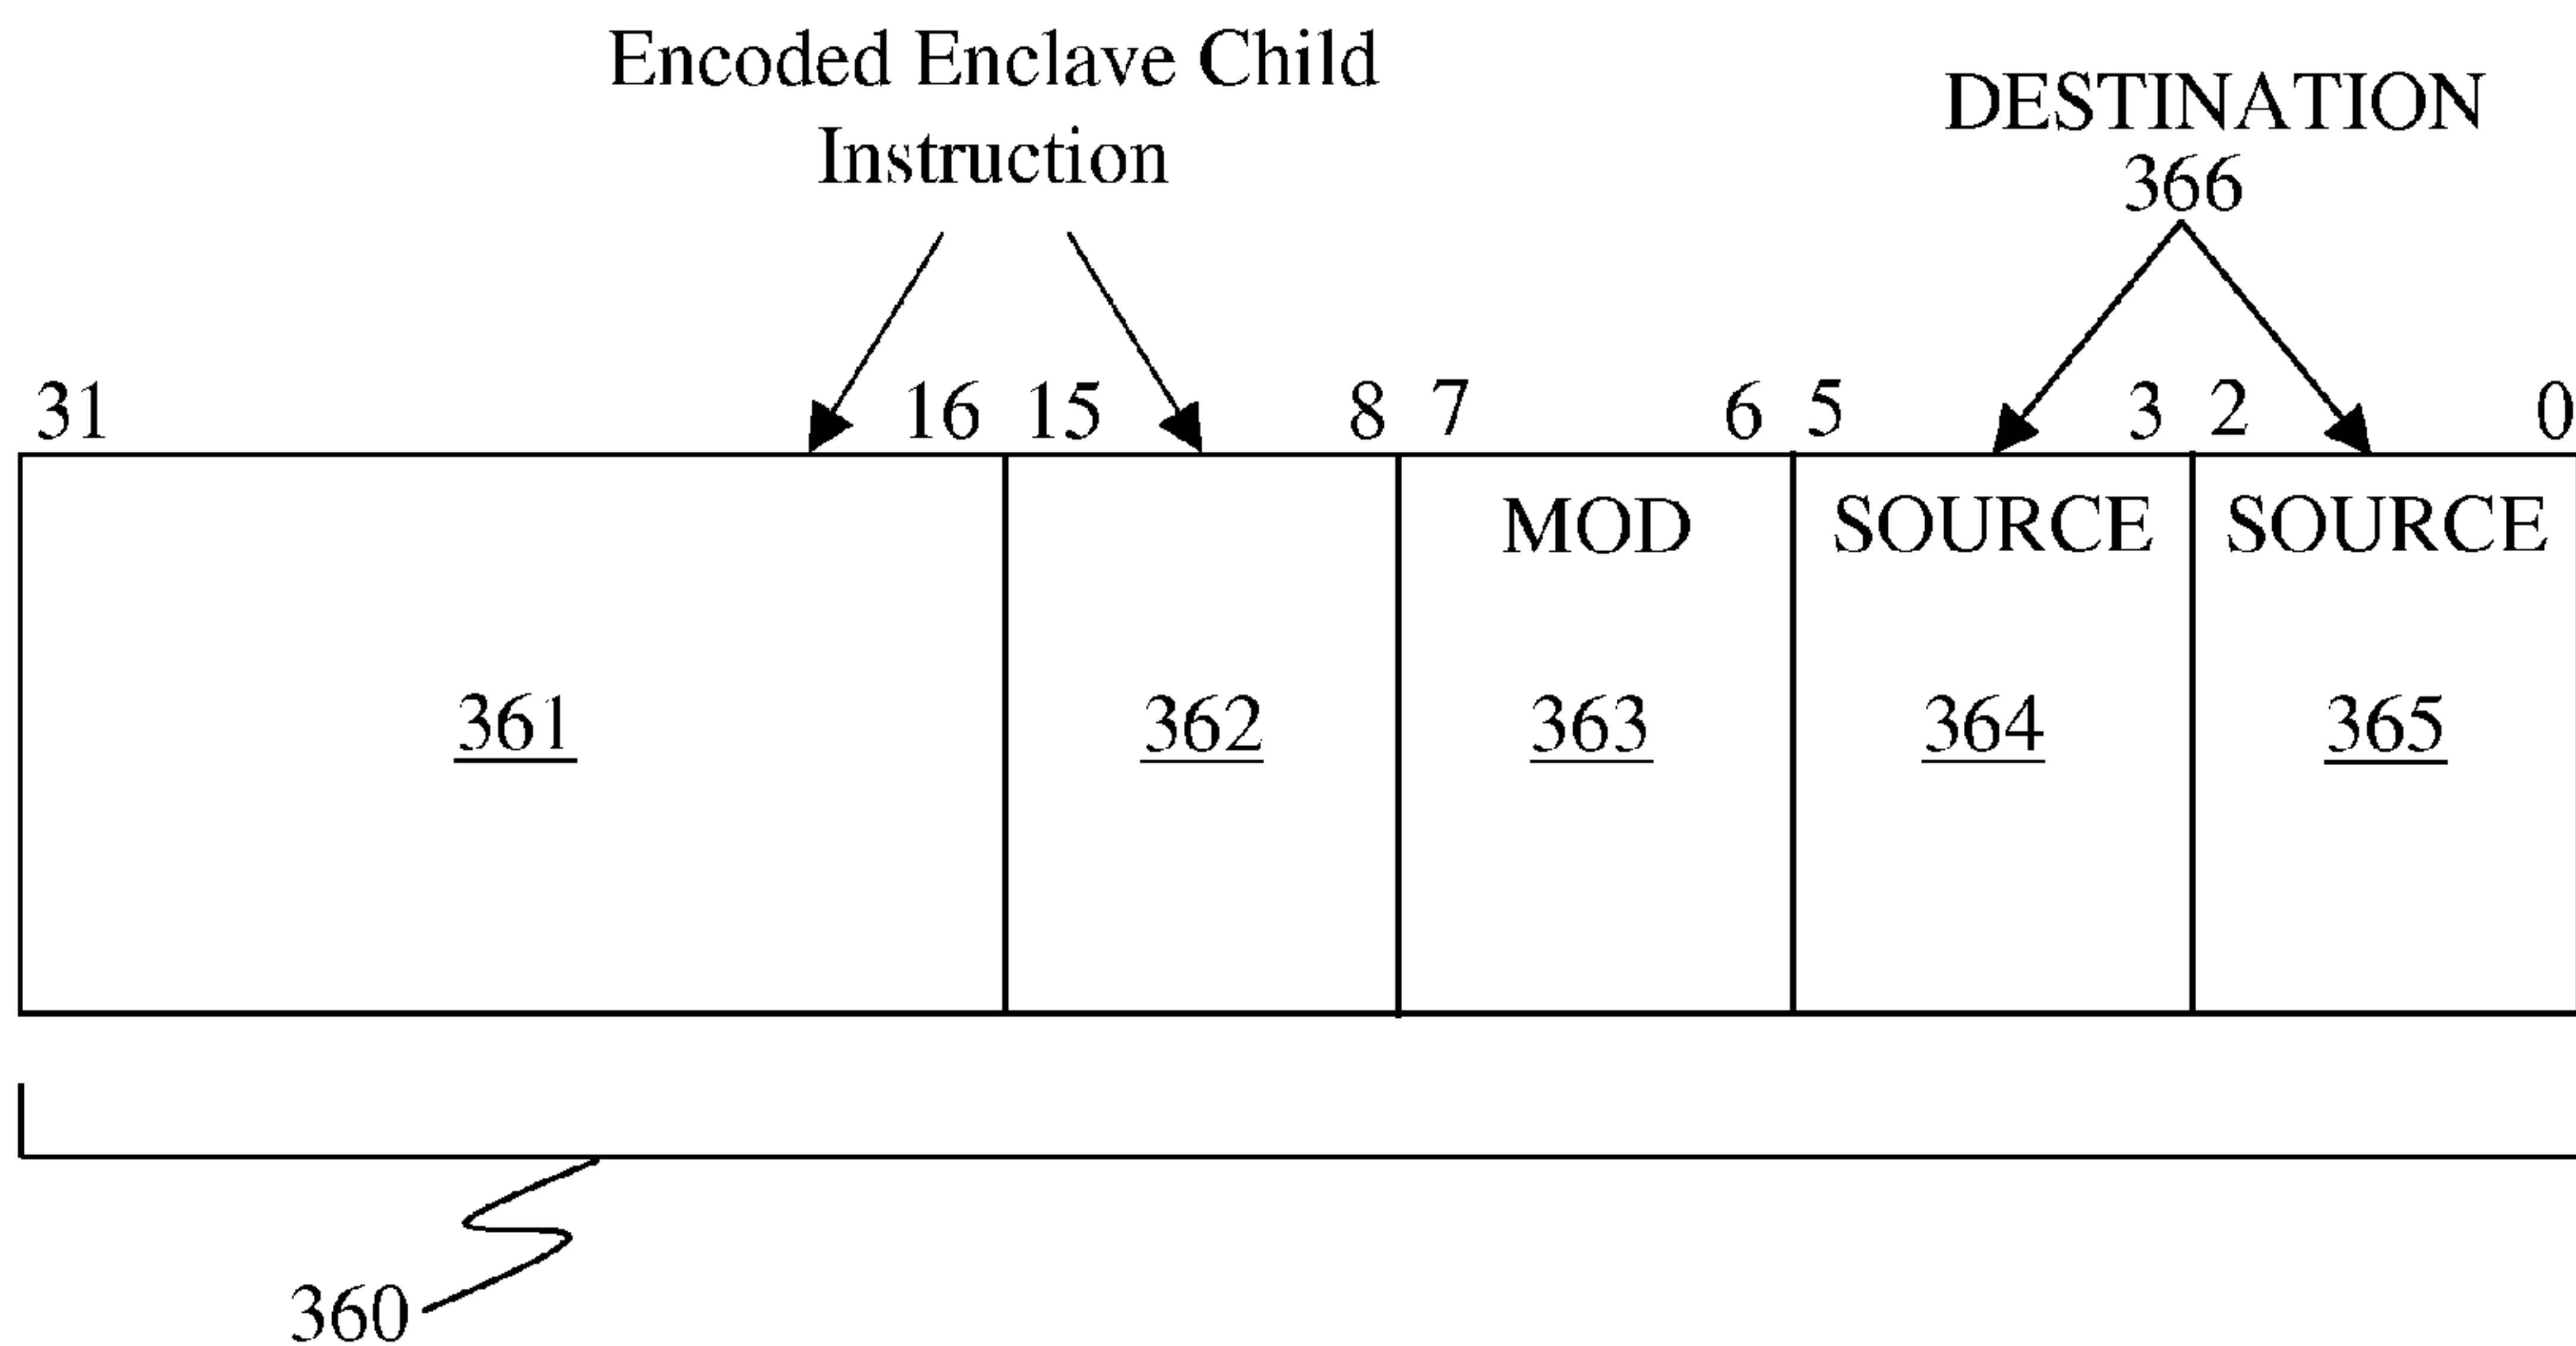 Encoded Enclave Child
Instruction
DESTINATION
366
31 16 15 8 7 6 5 3 2 0
MOD SOURCE SOURCE
361 362 363 364 365
360